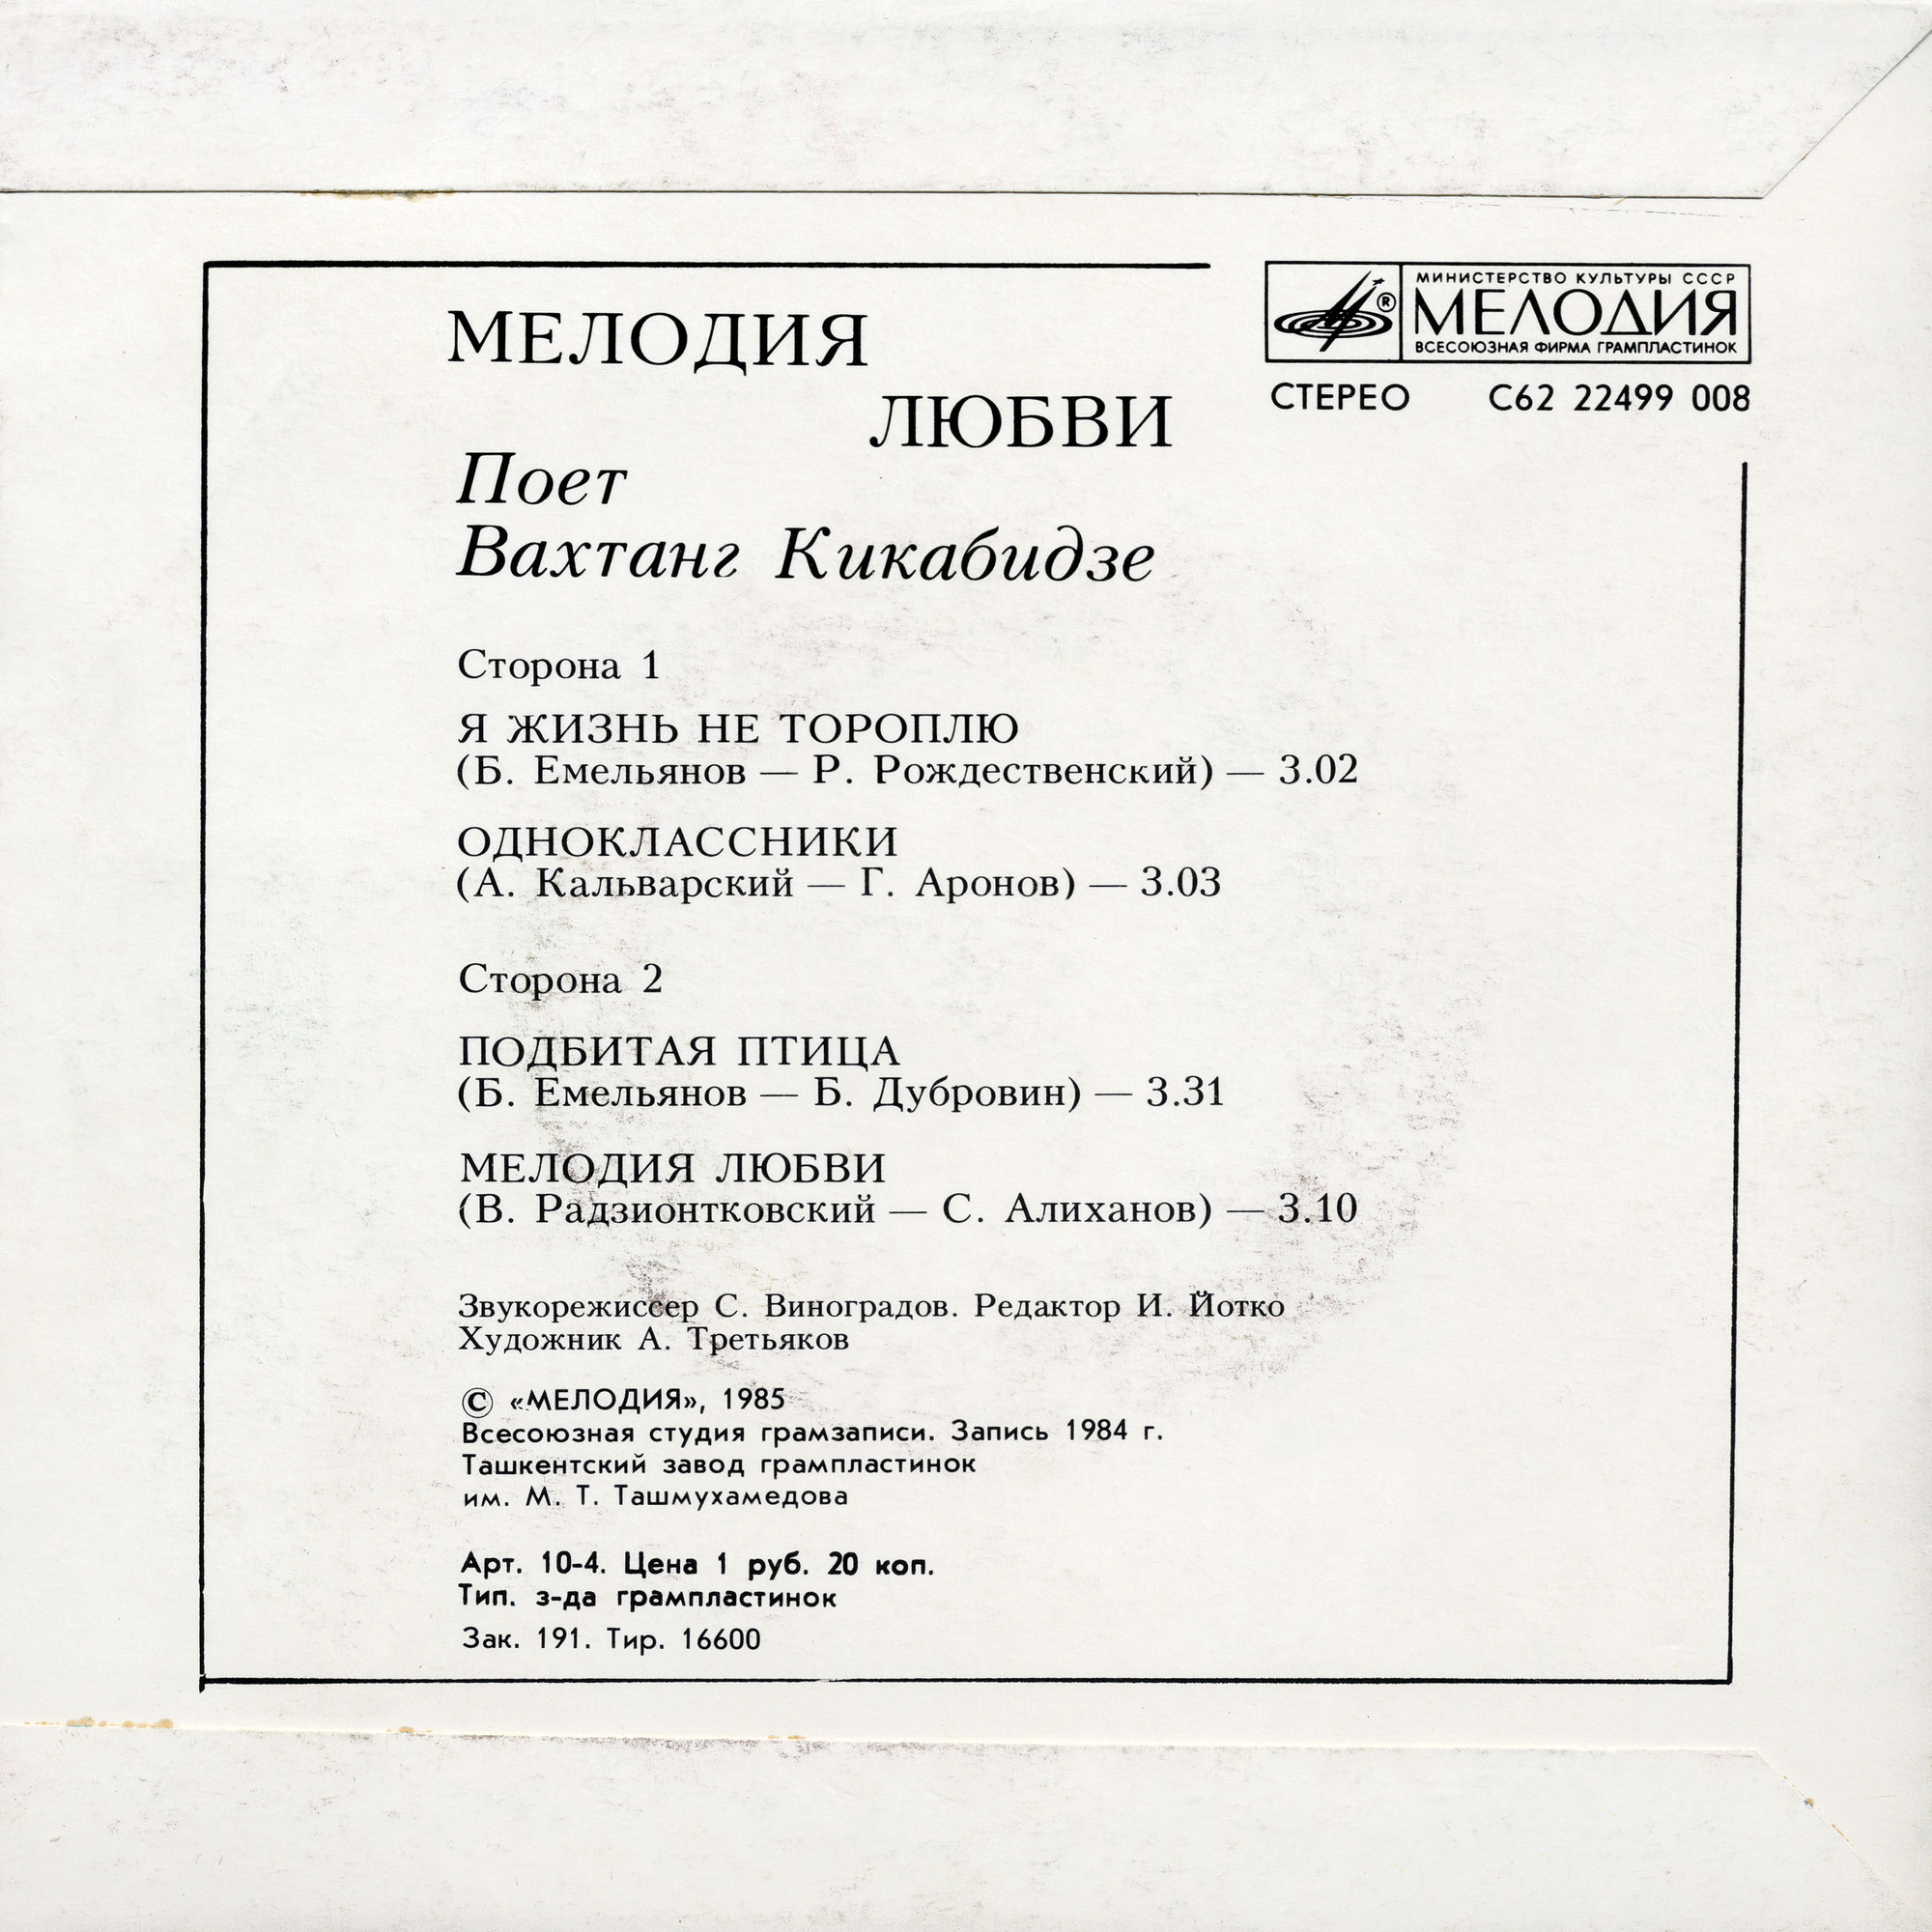 МИНИСТЕРСТВО КУЛЬТУРЫ СССР
МЕЛОДИЯ
®
ВСЕСОЮЗНАЯ ФИРМА ГРАМПЛАСТИНОК
СТЕРЕО С62 22499 008
МЕЛОДИЯ
ЛЮБВИ
Поет
Вахтанг Кикабидзе
Сторона 1
Я ЖИЗНЬ НЕ ТОРОПЛЮ
(Б. Емельянов — Р. Рождественский) — 3.02
ОДНОКЛАССНИКИ
(А. Кальварский — Г. Аронов) — 3.03
Сторона 2
ПОДБИТАЯ ПТИЦА
(Б. Емельянов — Б. Дубровин) — 3.31
МЕЛОДИЯ ЛЮБВИ
(В. Радзионтковский — С. Алиханов) — 3.10
Звукорежиссер С. Виноградов. Редактор И. Йотко
Художник А. Третьяков
© «МЕЛОДИЯ», 1985
Всесоюзная студия грамзаписи. Запись 1984 г.
Ташкентский завод грампластинок
им. М. Т. Ташмухамедова
Арт. 10-4. Цена 1 руб. 20 коп.
Тип. з-да грампластинок
Зак. 191. Тир. 16600